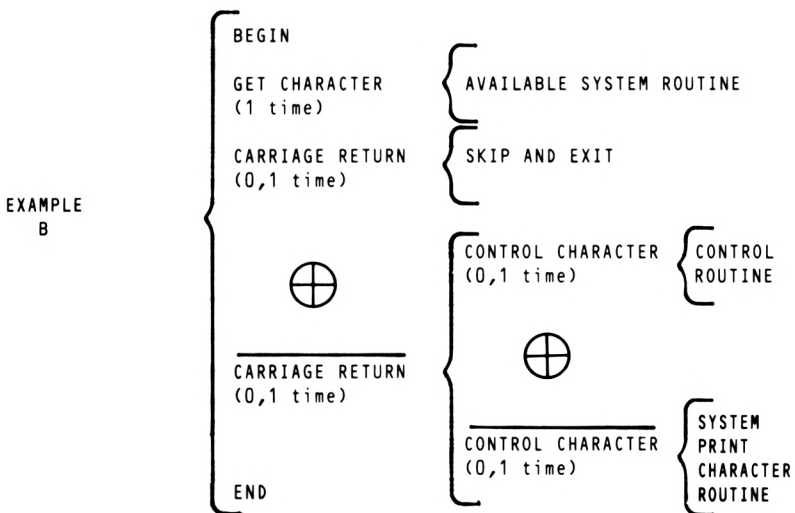 BEGIN
GET CHARACTER
(1 time)
AVAILABLE SYSTEM ROUTINE
CARRIAGE RETURN
(0,1 time)
SKIP AND EXIT
EXAMPLE
B
CONTROL CHARACTER
(0,1 time)
CONTROL
ROUTINE
CARRIAGE RETURN
(0,1 time)
CONTROL CHARACTER
(0,1 time)
SYSTEM
PRINT
CHARACTER
ROUTINE
END